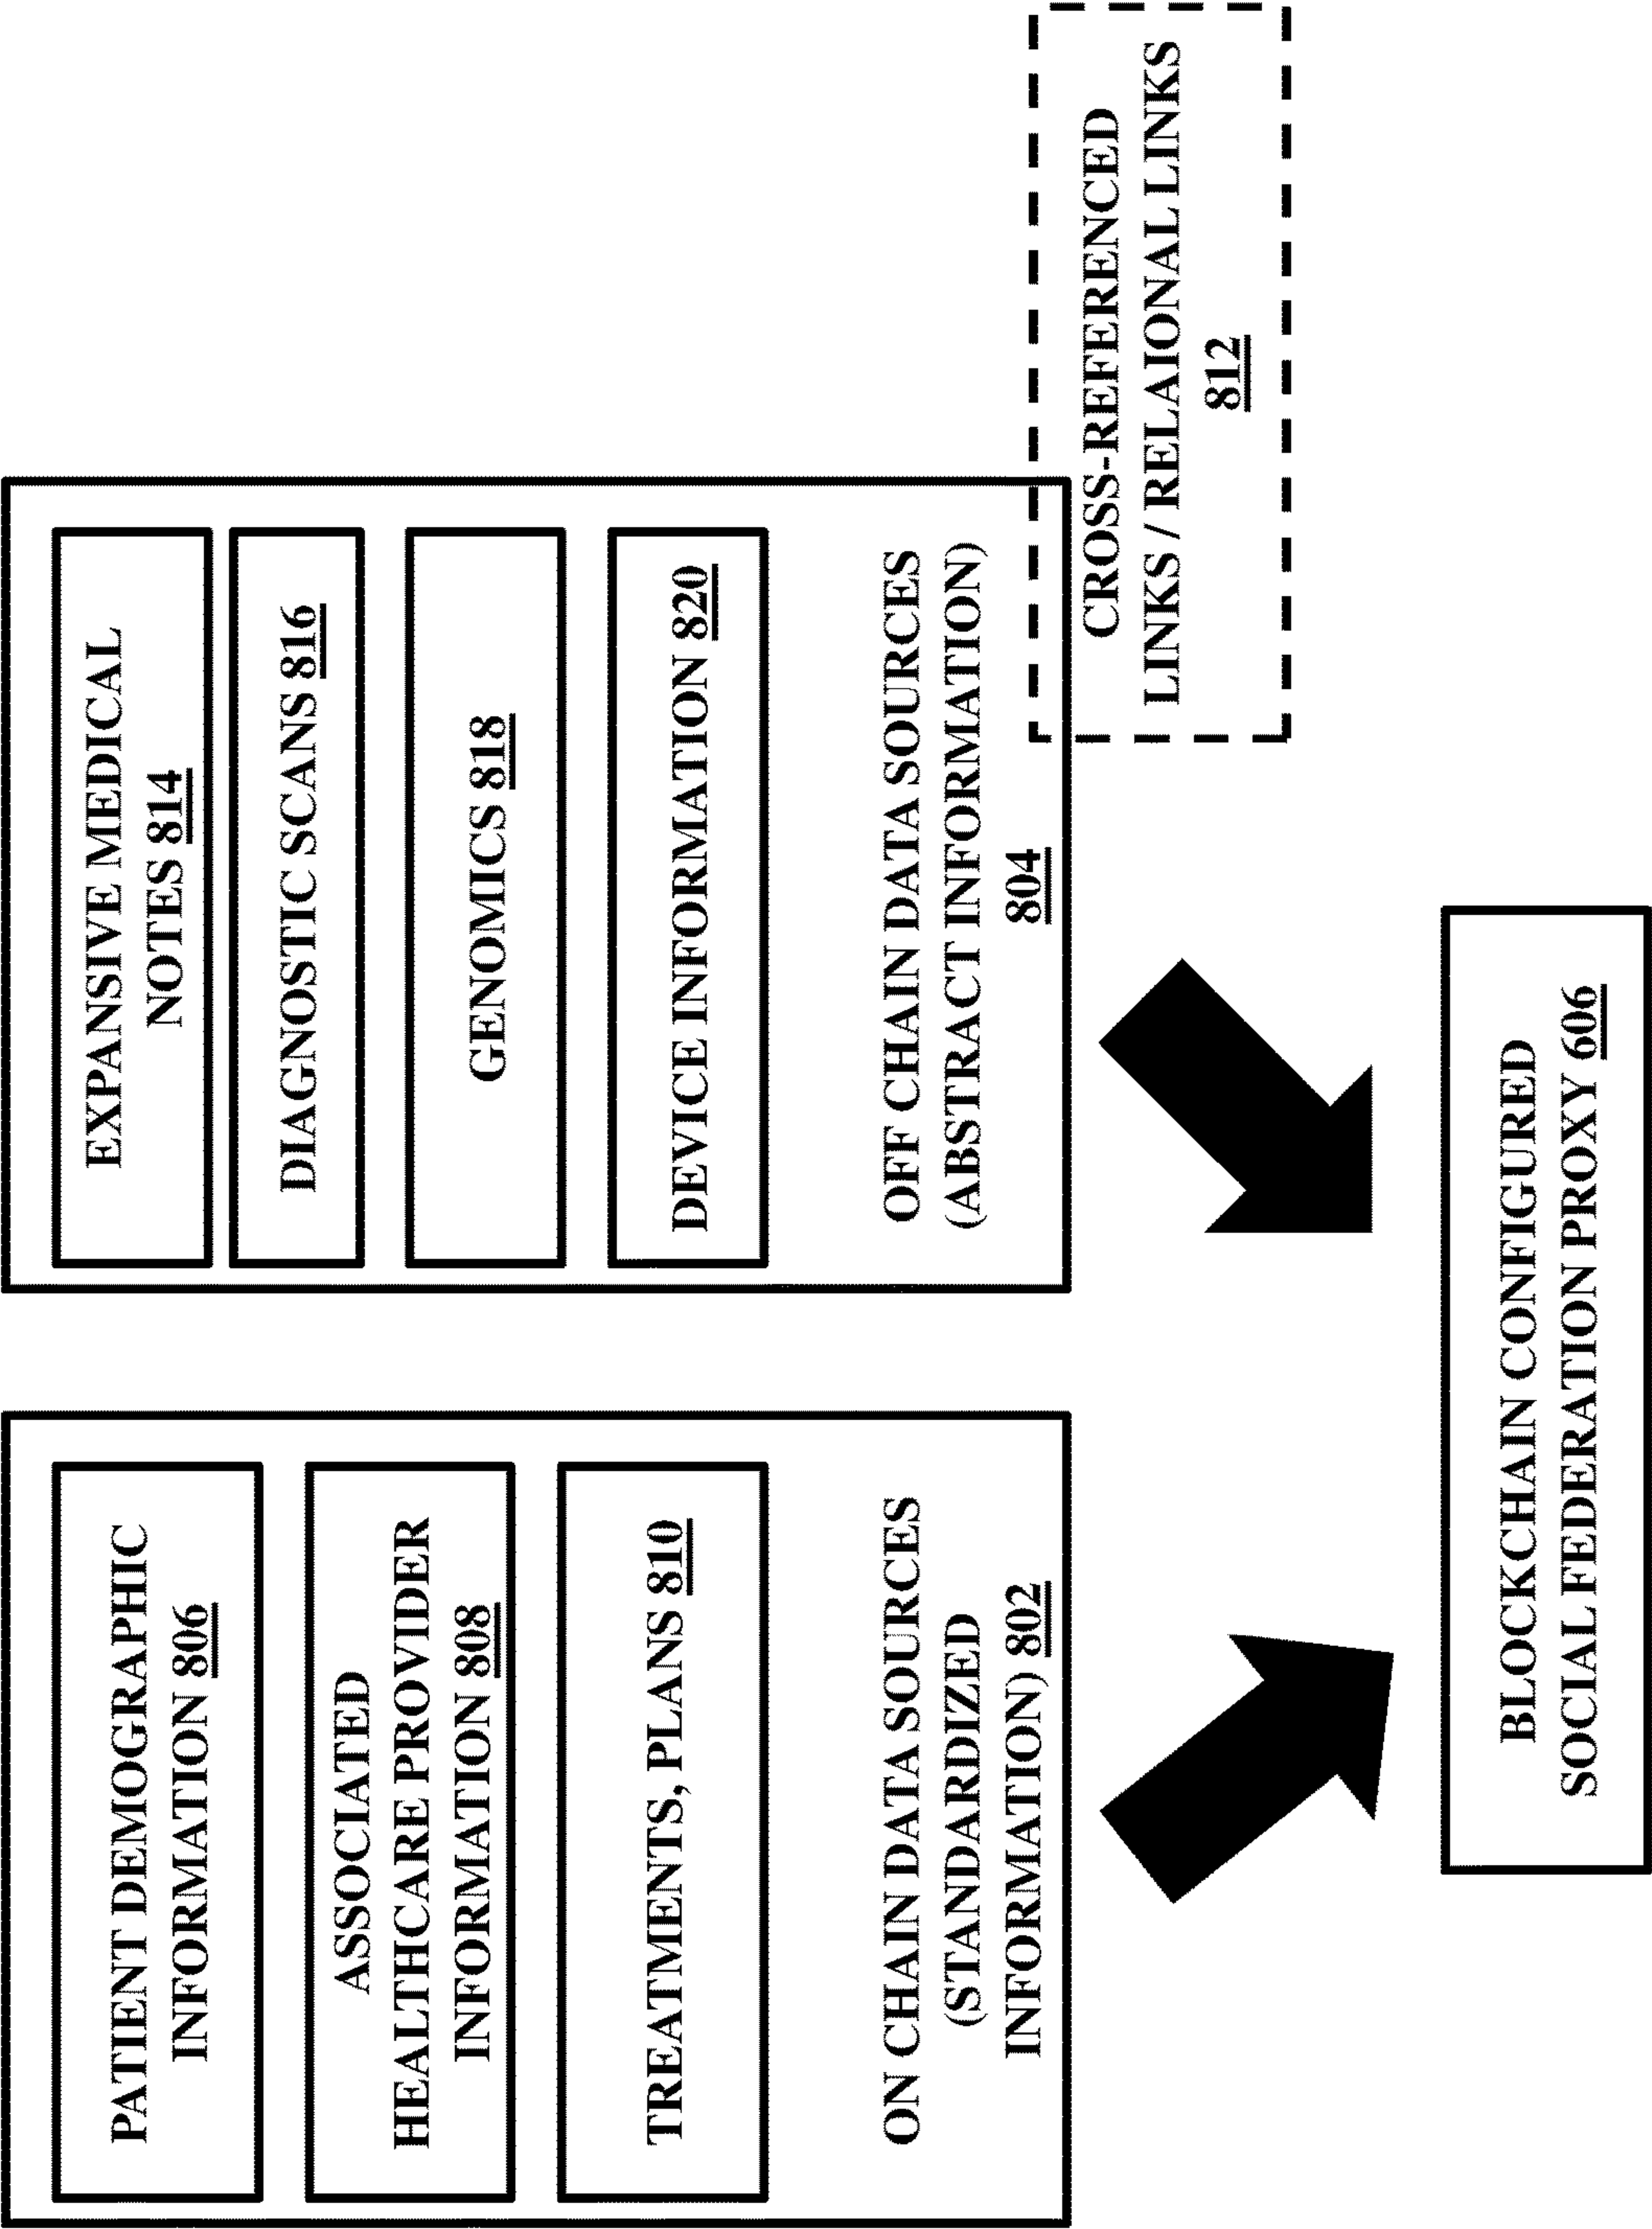 PATIENT DEMOGRAPHIC
INFORMATION 806
ASSOCIATED
HEALTHCARE PROVIDER
INFORMATION 808
TREATMENTS, PLANS 810
ON CHAIN DATA SOURCES
(STANDARDIZED
INFORMATION) 802
EXPANSIVE MEDICAL
NOTES 814
DIAGNOSTIC SCANS 816
GENOMICS 818
DEVICE INFORMATION 820
OFF CHAIN DATA SOURCES
(ABSTRACT INFORMATION)
804
CROSS-REFERENCED
LINKS / RELAIONAL LINKS
812
BLOCKCHAIN CONFIGURED
SOCIAL FEDERATION PROXY 606